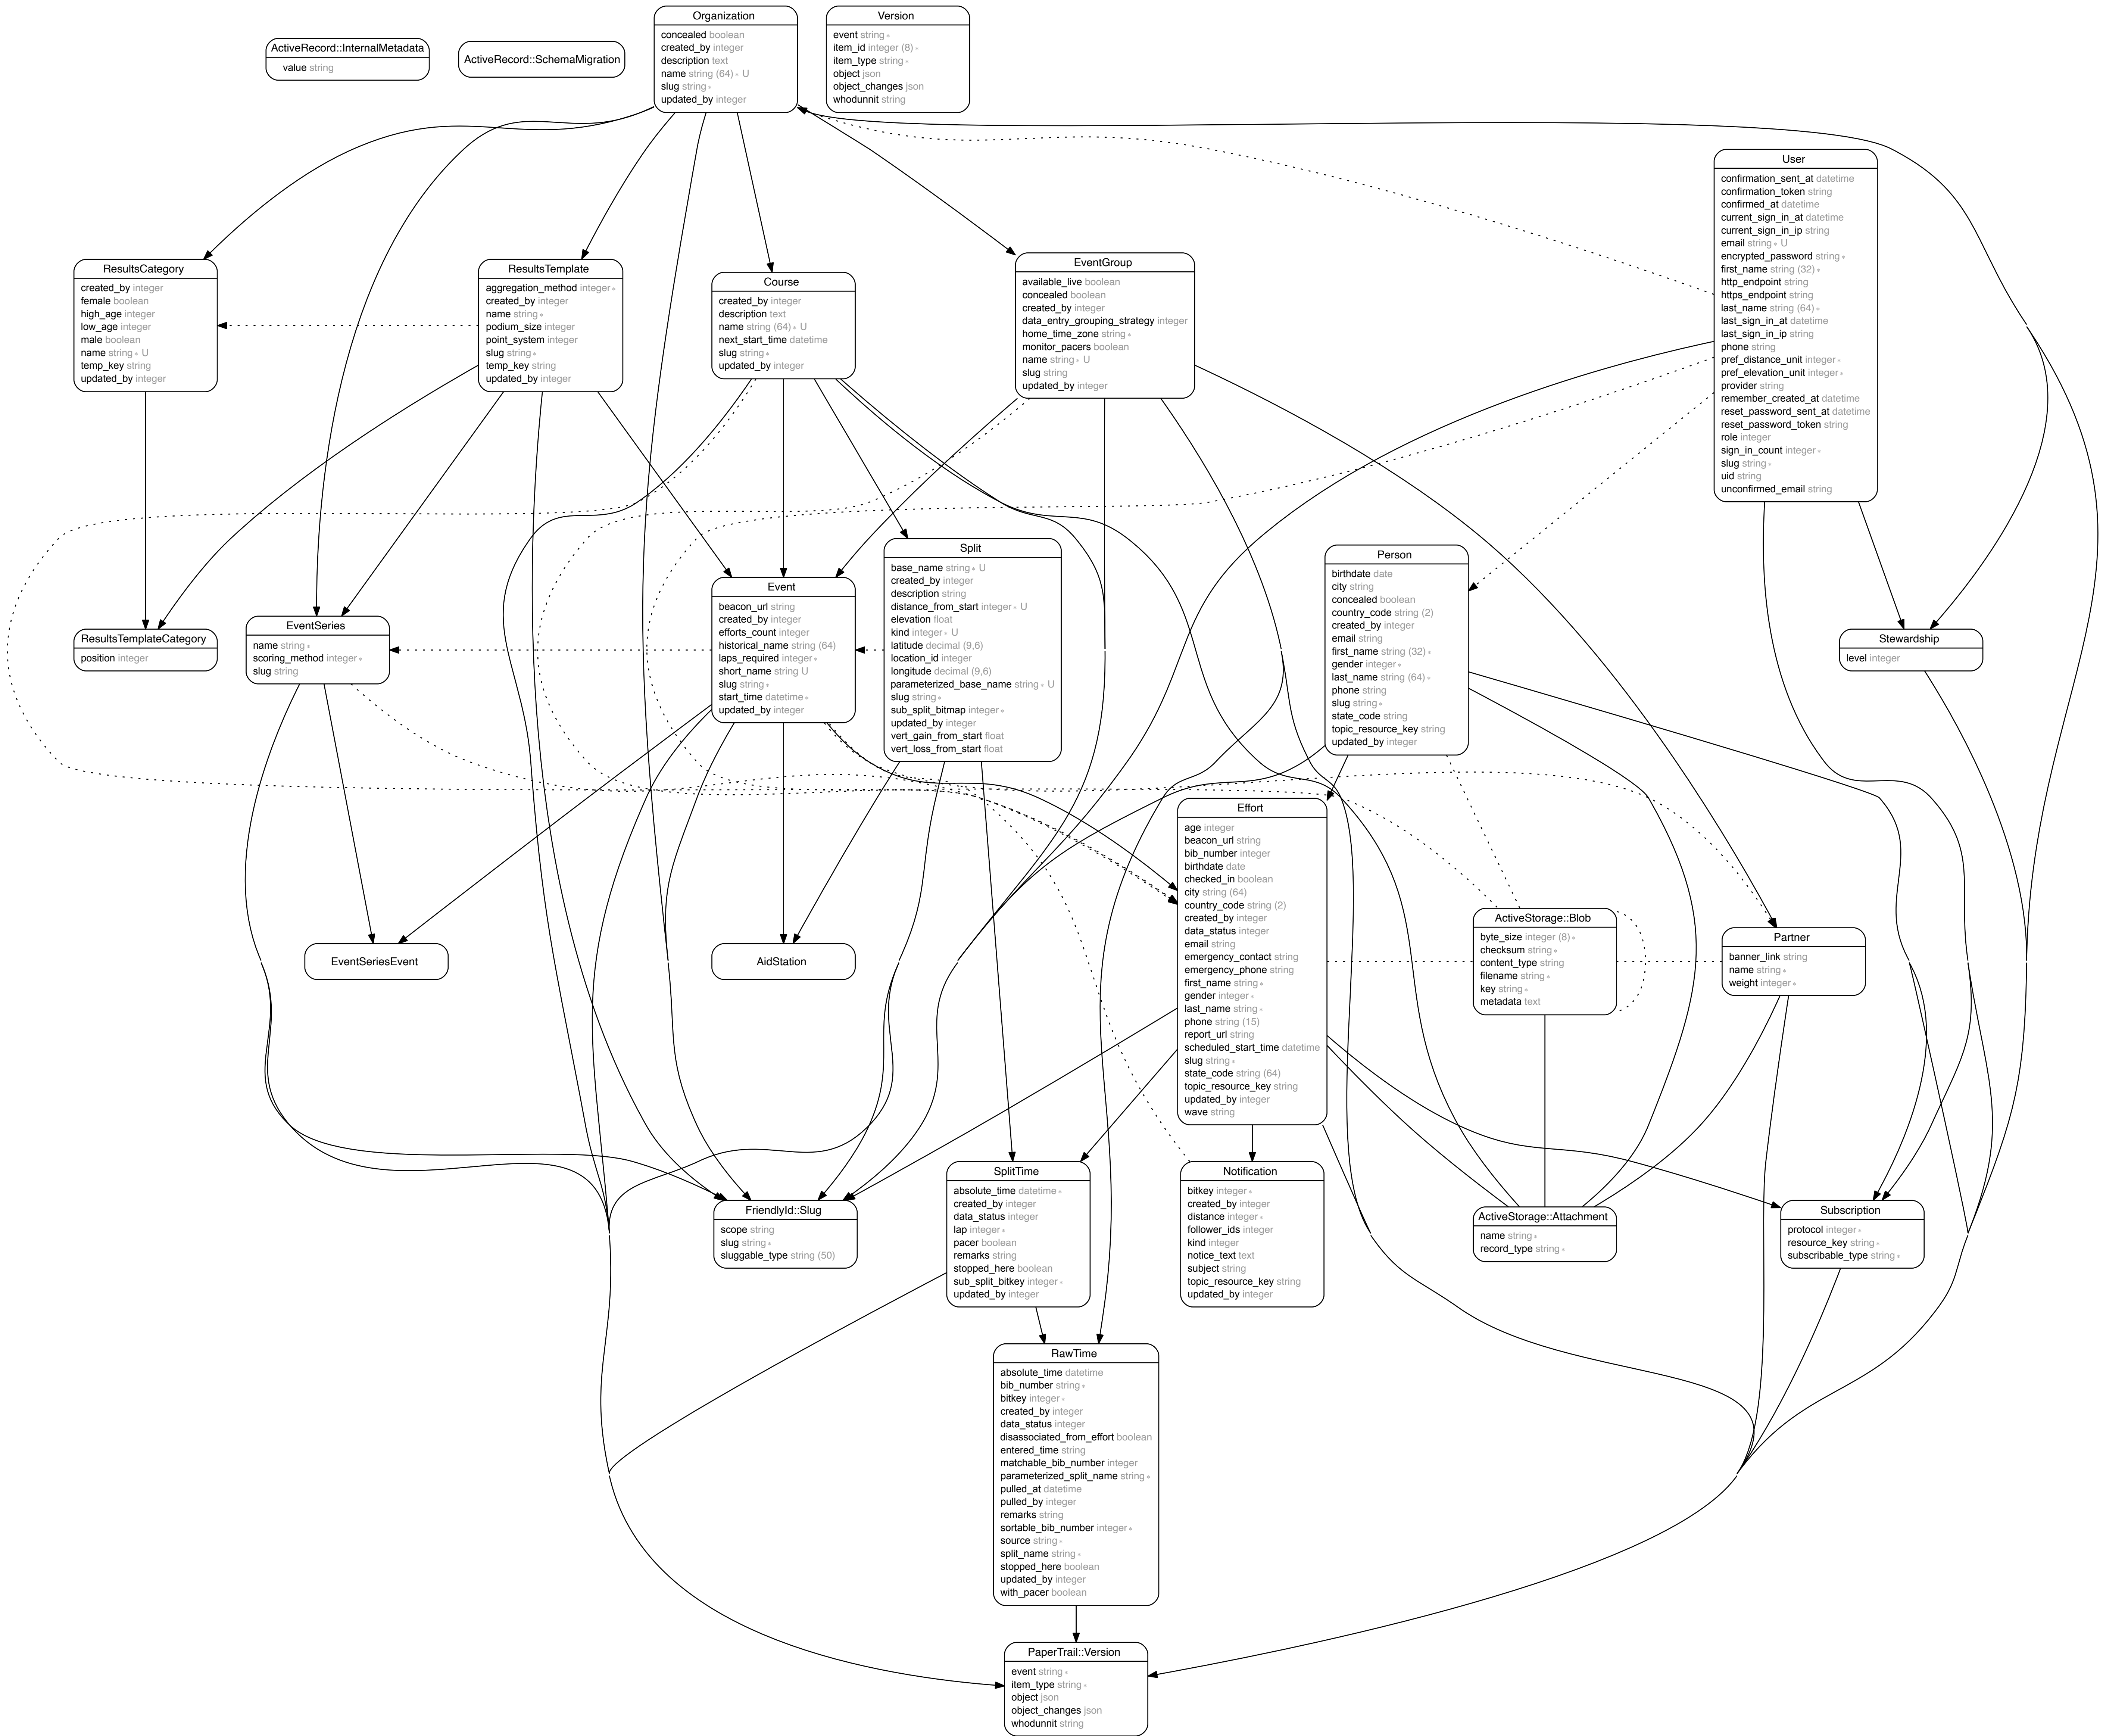 Organization
concealed boolean
created_by integer
description text
name string (64) ∗ U
slug string ∗
updated_by integer
Version
event string ∗
item_id integer (8) ∗
item_type string ∗
object json
object_changes json
whodunnit string
ActiveRecord::InternalMetadata
value string
ActiveRecord::SchemaMigration
User
confirmation_sent_at datetime
confirmation_token string
confirmed_at datetime
current_sign_in_at datetime
current_sign_in_ip string
email string ∗ U
encrypted_password string ∗
first_name string (32) ∗
http_endpoint string
https_endpoint string
last_name string (64) ∗
last_sign_in_at datetime
last_sign_in_ip string
phone string
pref_distance_unit integer ∗
pref_elevation_unit integer ∗
provider string
remember_created_at datetime
reset_password_sent_at datetime
reset_password_token string
role integer
sign_in_count integer ∗
slug string ∗
uid string
unconfirmed_email string
ResultsCategory
created_by integer
female boolean
high_age integer
low_age integer
male boolean
name string ∗ U
temp_key string
updated_by integer
ResultsTemplate
aggregation_method integer ∗
created_by integer
name string ∗
podium_size integer
point_system integer
slug string ∗
temp_key string
updated_by integer
Course
created_by integer
description text
name string (64) ∗ U
next_start_time datetime
slug string ∗
updated_by integer
EventGroup
available_live boolean
concealed boolean
created_by integer
data_entry_grouping_strategy integer
home_time_zone string ∗
monitor_pacers boolean
name string ∗ U
slug string
updated_by integer
Split
base_name string ∗ U
created_by integer
description string
distance_from_start integer ∗ U
elevation float
kind integer ∗ U
latitude decimal (9,6)
location_id integer
longitude decimal (9,6)
parameterized_base_name string ∗ U
slug string ∗
sub_split_bitmap integer ∗
updated_by integer
vert_gain_from_start float
vert_loss_from_start float
Person
birthdate date
city string
concealed boolean
country_code string (2)
created_by integer
email string
first_name string (32) ∗
gender integer ∗
last_name string (64) ∗
phone string
slug string ∗
state_code string
topic_resource_key string
updated_by integer
Event
beacon_url string
created_by integer
efforts_count integer
historical_name string (64)
laps_required integer ∗
short_name string U
slug string ∗
start_time datetime ∗
updated_by integer
EventSeries
name string ∗
scoring_method integer ∗
slug string
ResultsTemplateCategory
position integer
Stewardship
level integer
Effort
age integer
beacon_url string
bib_number integer
birthdate date
checked_in boolean
city string (64)
country_code string (2)
created_by integer
data_status integer
email string
emergency_contact string
emergency_phone string
first_name string ∗
gender integer ∗
last_name string ∗
phone string (15)
report_url string
scheduled_start_time datetime
slug string ∗
state_code string (64)
topic_resource_key string
updated_by integer
wave string
ActiveStorage::Blob
byte_size integer (8) ∗
checksum string ∗
content_type string
filename string ∗
key string ∗
metadata text
Partner
banner_link string
name string ∗
weight integer ∗
EventSeriesEvent
AidStation
SplitTime
absolute_time datetime ∗
created_by integer
data_status integer
lap integer ∗
pacer boolean
remarks string
stopped_here boolean
sub_split_bitkey integer ∗
updated_by integer
Notification
bitkey integer ∗
created_by integer
distance integer ∗
follower_ids integer
kind integer
notice_text text
subject string
topic_resource_key string
updated_by integer
FriendlyId::Slug
scope string
slug string ∗
sluggable_type string (50)
ActiveStorage::Attachment
name string ∗
record_type string ∗
Subscription
protocol integer ∗
resource_key string ∗
subscribable_type string ∗
RawTime
absolute_time datetime
bib_number string ∗
bitkey integer ∗
created_by integer
data_status integer
disassociated_from_effort boolean
entered_time string
matchable_bib_number integer
parameterized_split_name string ∗
pulled_at datetime
pulled_by integer
remarks string
sortable_bib_number integer ∗
source string ∗
split_name string ∗
stopped_here boolean
updated_by integer
with_pacer boolean
PaperTrail::Version
event string ∗
item_type string ∗
object json
object_changes json
whodunnit string